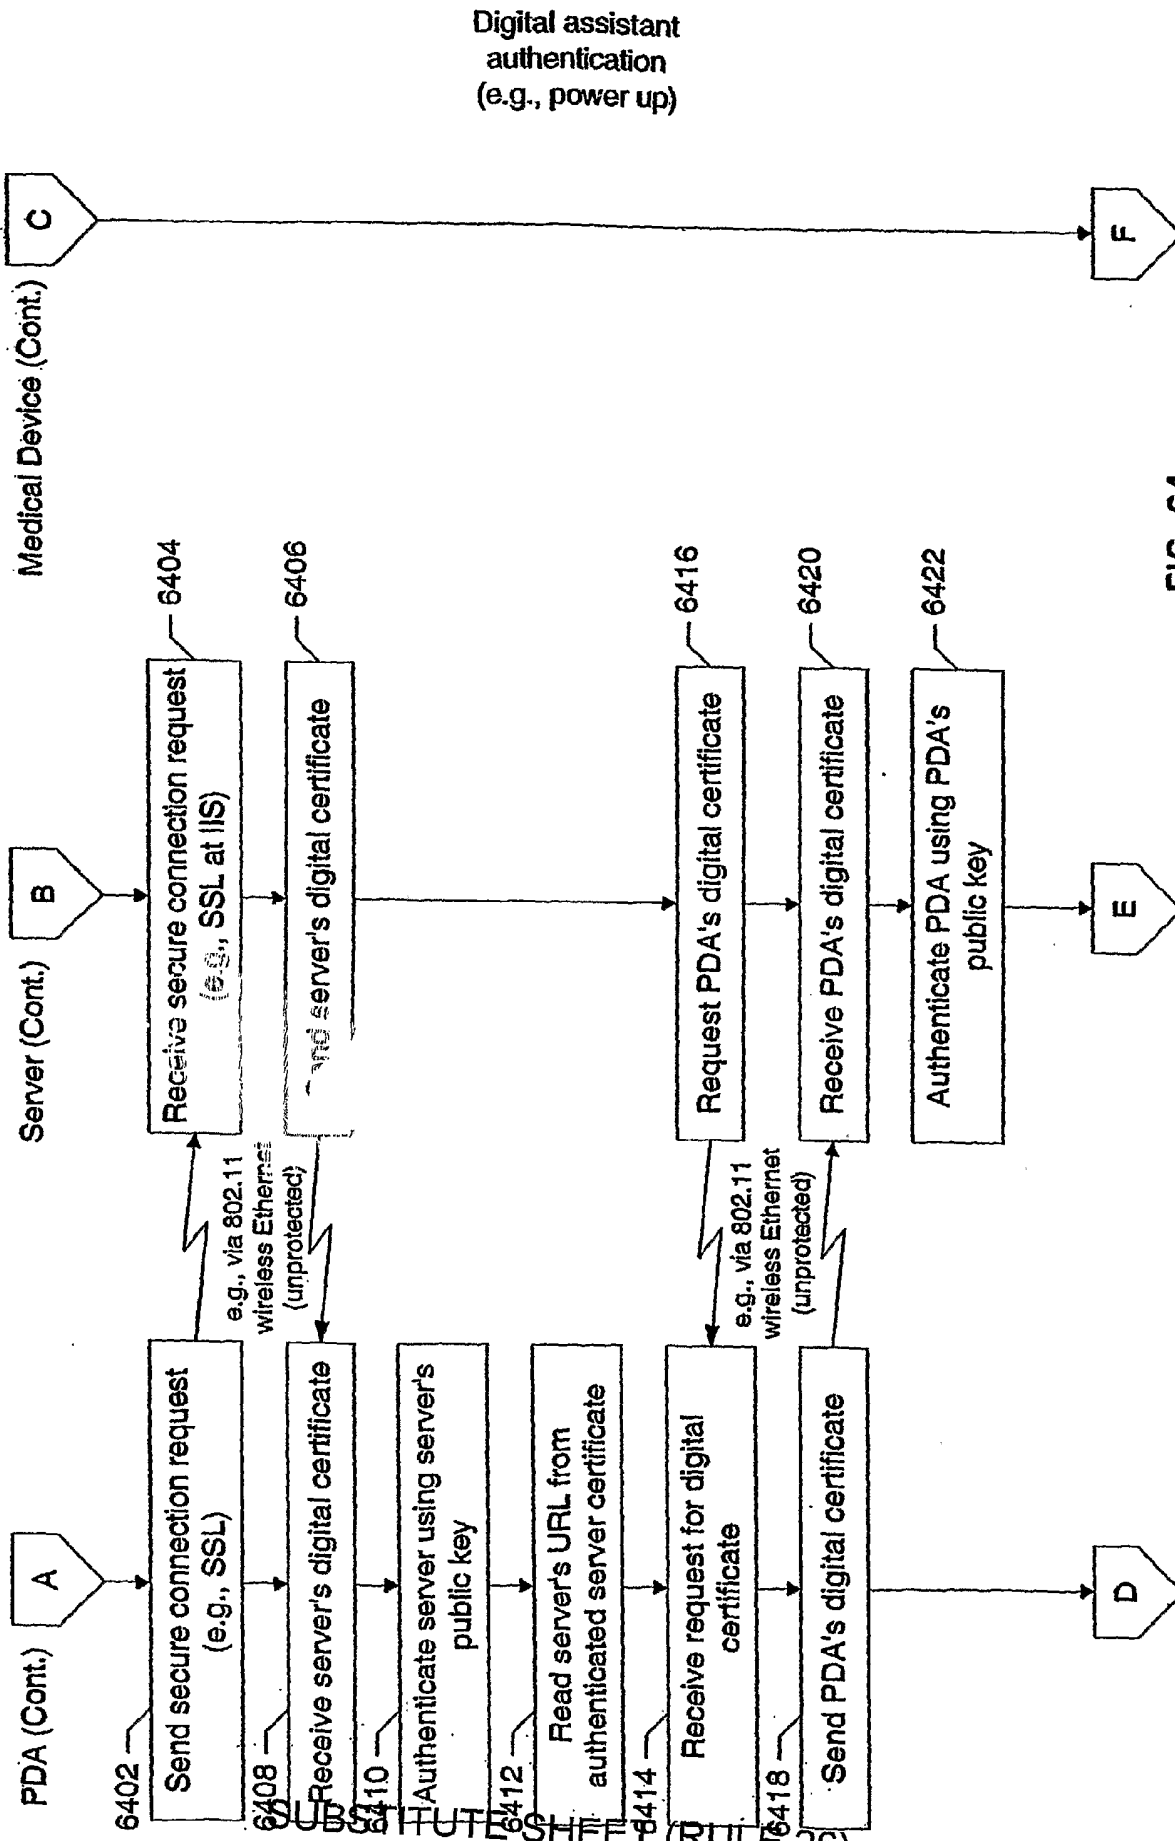 Digital assistant
authentication
(e.g., power up)
PDA (Cont.)
A
6402
Send secure connection request
(e.g., SSL)
6408
Receive server's digital certificate
6410
Authenticate server using server's
public key
6412
Read server's URL from
authenticated server certificate
6414
Receive request for digital
certificate
6418
Send PDA's digital certificate
D
e.g., via 802.11
wireless Ethernet
(unprotected)
e.g., via 802.11
wireless Ethernet
(unprotected)
Server (Cont.)
B
Receive secure connection request
(e.g., SSL at IIS)
6404
server's digital certificate
6406
Request PDA's digital certificate
6416
Receive PDA's digital certificate
6420
Authenticate PDA using PDA's
public key
6422
E
Medical Device (Cont.)
C
F
SUBSTITUTE SHEET